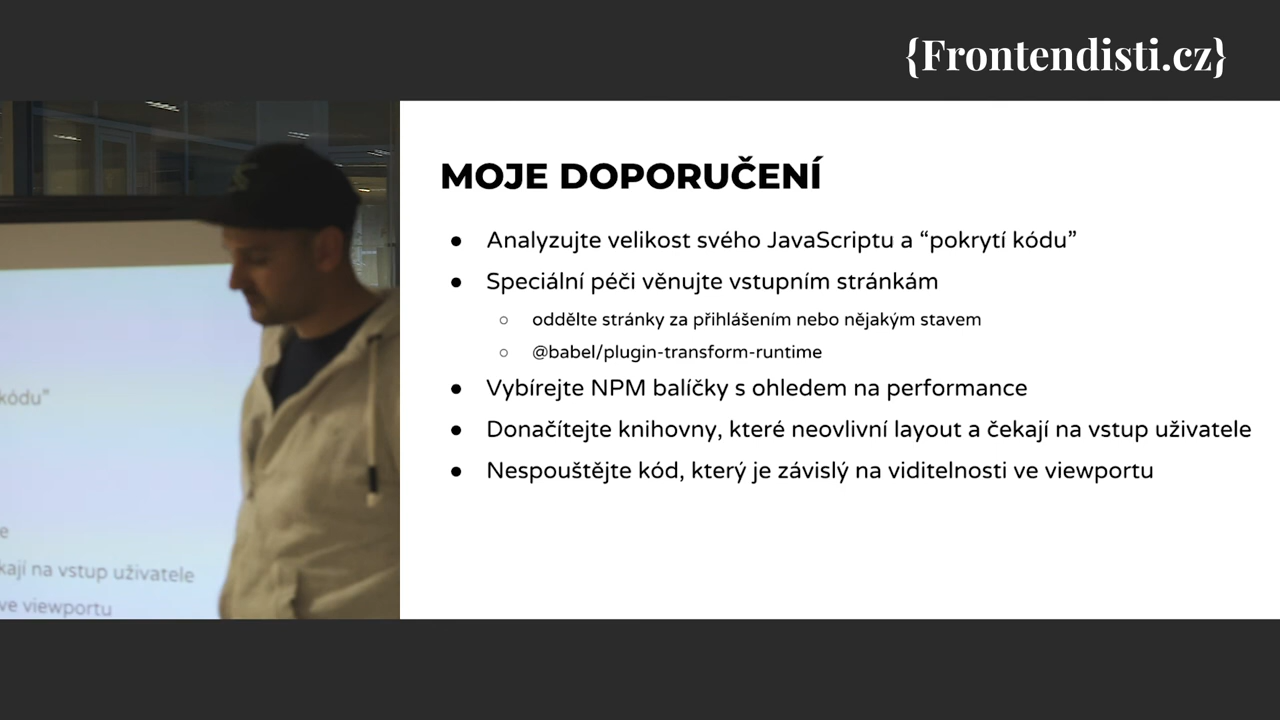 {Frontendisti.cz}
MOJE DOPORUČENÍ
● Analyzujte velikost svého JavaScriptu a “pokrytí kódu”
● Speciální péči věnujte vstupním stránkám
○ oddělte stránky za přihlášením nebo nějakým stavem
○ @babel/plugin-transform-runtime
● Vybírejte NPM balíčky s ohledem na performance
● Donačítejte knihovny, které neovlivní layout a čekají na vstup uživatele
● Nespouštějte kód, který je závislý na viditelnosti ve viewportu
kódu”
e
kají na vstup uživatele
ve viewportu